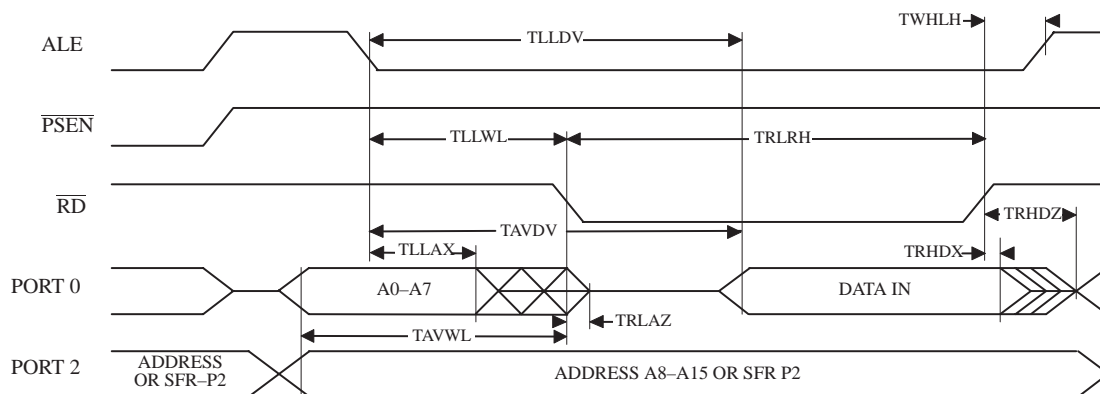 TWHLH
ALE
TLLDV
PSEN
TLLWL
TRLRH
RD
TAVDV
TRHDZ
TLLAX
TRHDX
PORT 0
A0–A7
DATA IN
TRLAZ
TAVWL
PORT 2
ADDRESS
OR SFR–P2
ADDRESS A8–A15 OR SFR P2